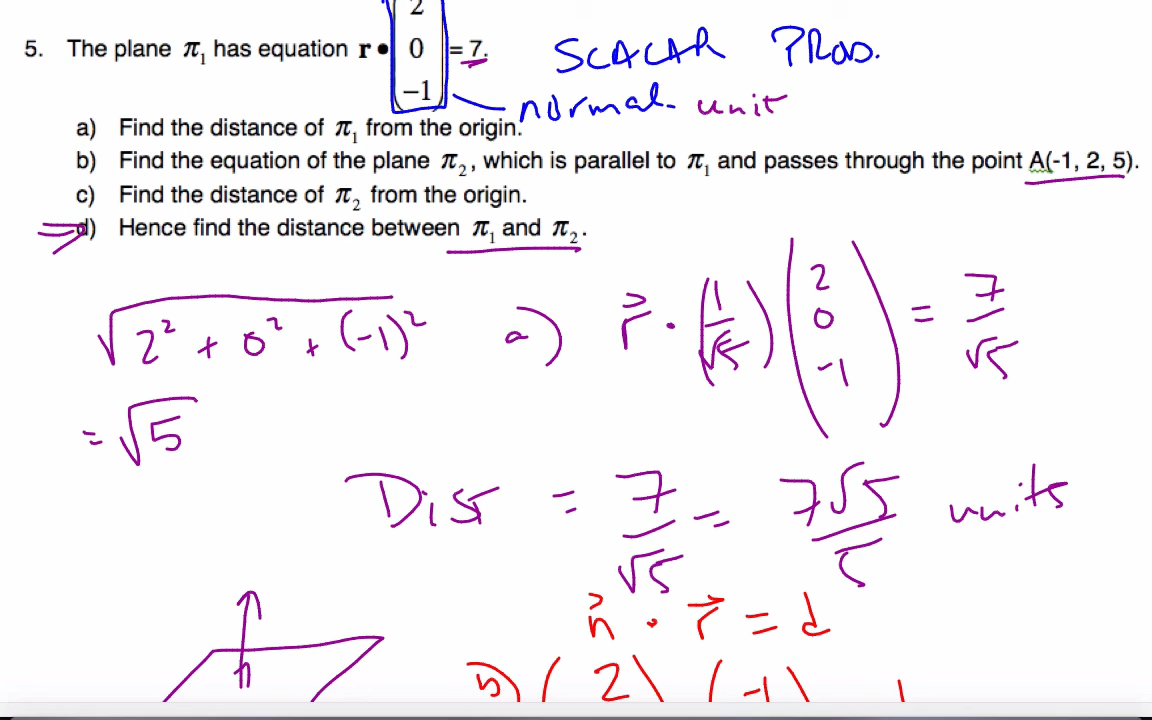 5. The plane π₁ has equation r • ( 2 0 −1 ) = 7. SCACAR PROD.
normal - unit
a) Find the distance of π₁ from the origin.
b) Find the equation of the plane π₂, which is parallel to π₁ and passes through the point A(-1, 2, 5).
c) Find the distance of π₂ from the origin.
d) Hence find the distance between π₁ and π₂.
√(2² + 0² + (-1)²) a) r⃗ · (1/√5) ( 2 0 -1 ) = 7/√5
= √5
Dist = 7/√5 = 7√5/5 units
n⃗ · r⃗ = d
n b) ( 2 ) ( -1 )